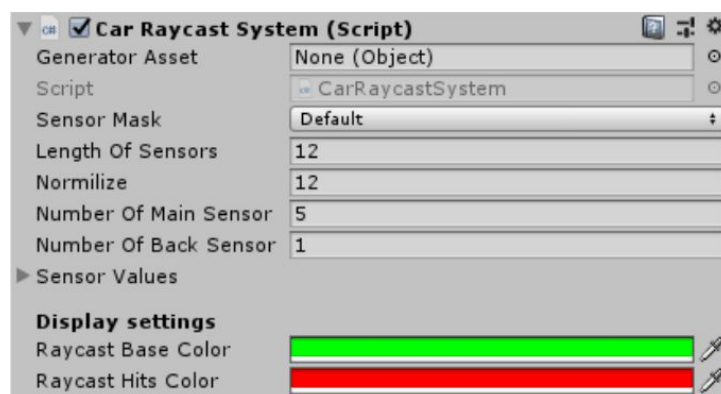 Car Raycast System (Script)
Generator Asset None (Object)
Script CarRaycastSystem
Sensor Mask Default
Length Of Sensors 12
Normilize 12
Number Of Main Sensor 5
Number Of Back Sensor 1
Sensor Values
Display settings
Raycast Base Color
Raycast Hits Color